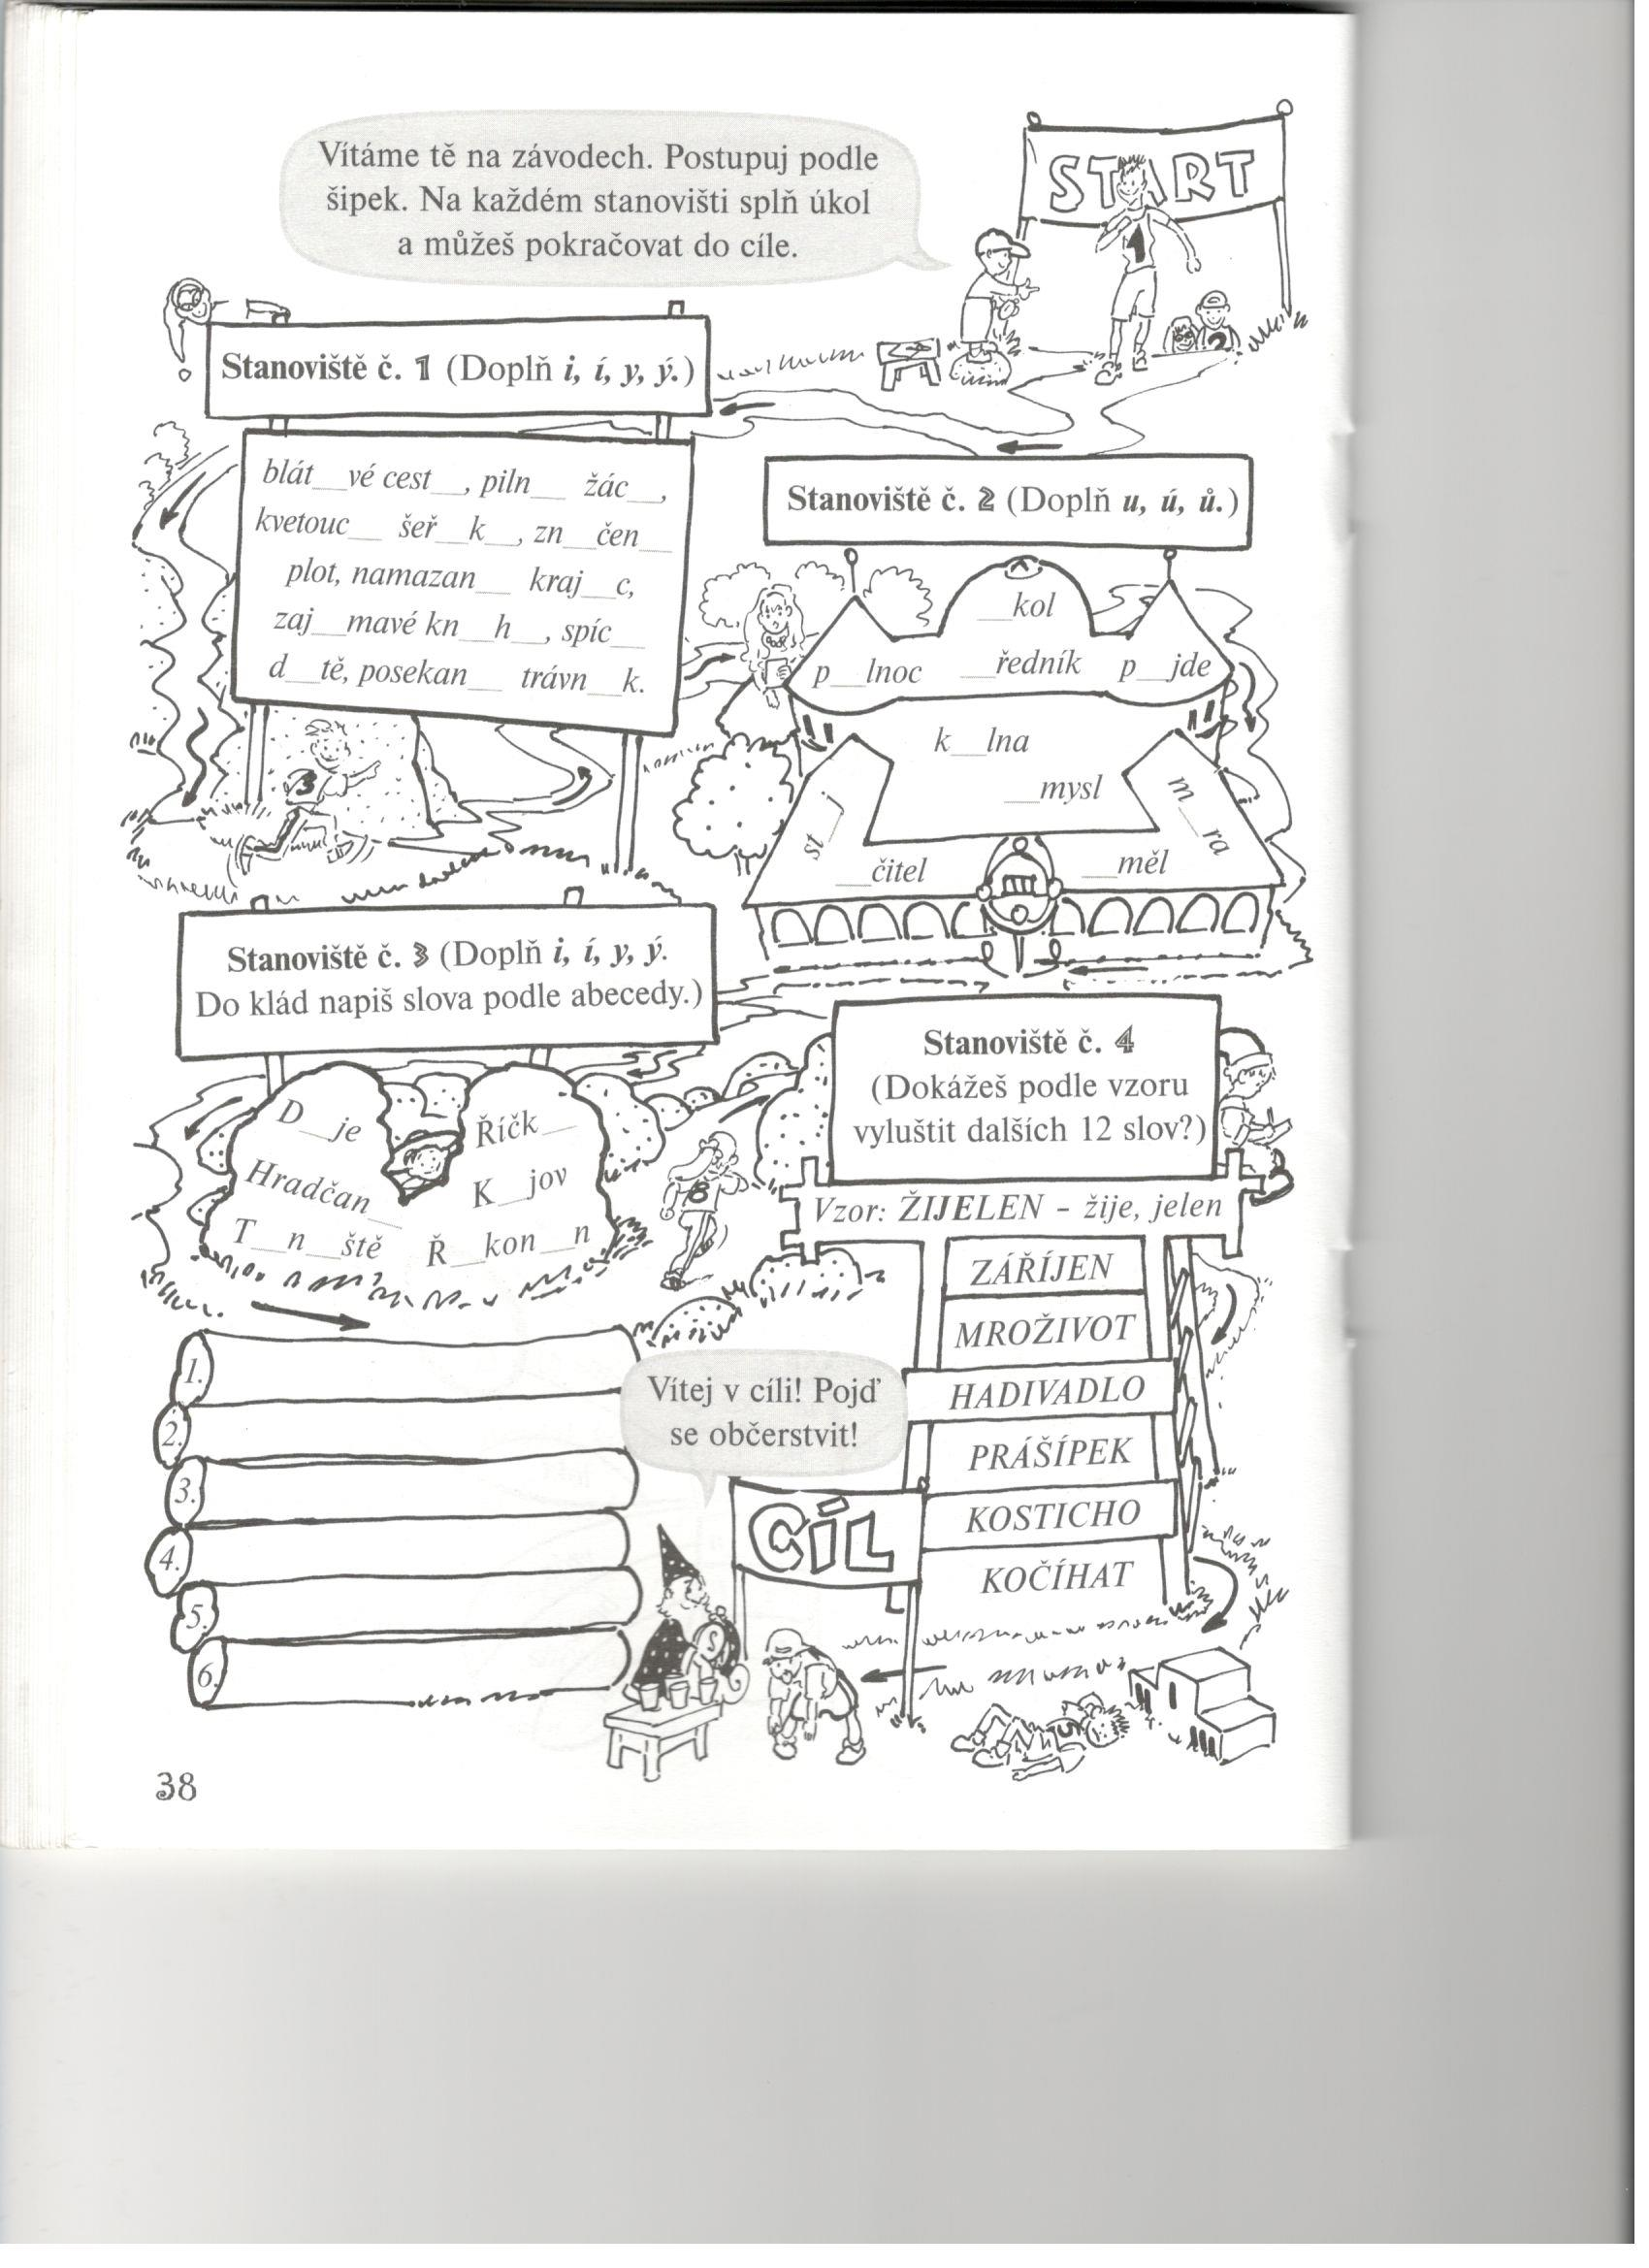 Vítáme tě na závodech. Postupuj podle
šipek. Na každém stanovišti splň úkol
a můžeš pokračovat do cíle.
START
1
2
Stanoviště č. 1 (Doplň i, í, y, ý.)
blát__vé cest__, piln__ žác__,
kvetouc__ šeř__k__, zn__čen__
plot, namazan__ kraj__c,
zaj__mavé kn__h__, spíc__
d__tě, posekan__ trávn__k.
3
Stanoviště č. 2 (Doplň u, ú, ů.)
__kol
p__lnoc __ředník p__jde
k__lna
__mysl
st__j
m__ra
__čitel
__měl
Stanoviště č. 3 (Doplň i, í, y, ý.
Do klád napiš slova podle abecedy.)
D__je
Říčk__
Hradčan__
K__jov
T__n__ště
Ř__kon__n
8
Stanoviště č. 4
(Dokážeš podle vzoru
vyluštit dalších 12 slov?)
Vzor: ŽIJELEN – žije, jelen
ZÁŘÍJEN
MROŽIVOT
HADIVADLO
PRÁŠÍPEK
KOSTICHO
KOČÍHAT
1.
2.
3.
4.
5.
6.
Vítej v cíli! Pojď
se občerstvit!
CÍL
38